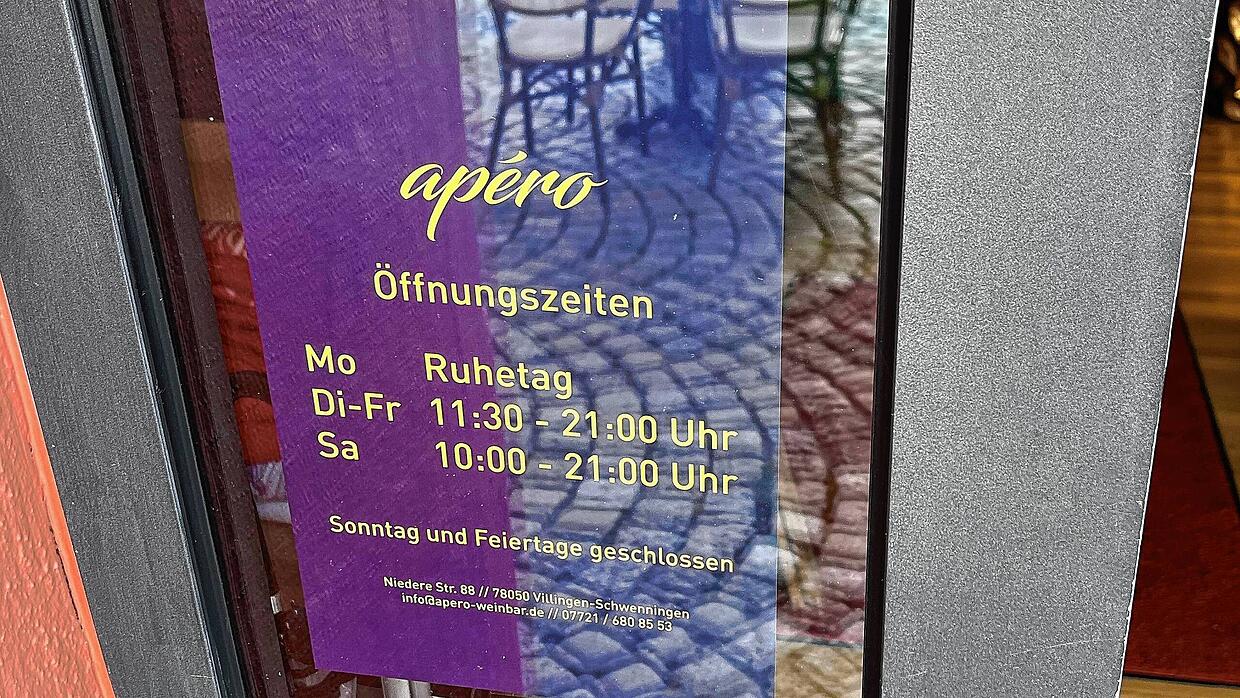 apéro
Öffnungszeiten
Mo Ruhetag
Di-Fr 11:30 - 21:00 Uhr
Sa 10:00 - 21:00 Uhr
Sonntag und Feiertage geschlossen
Niedere Str. 88 // 78050 Villingen-Schwenningen
info@apero-weinbar.de // 07721 / 680 85 53